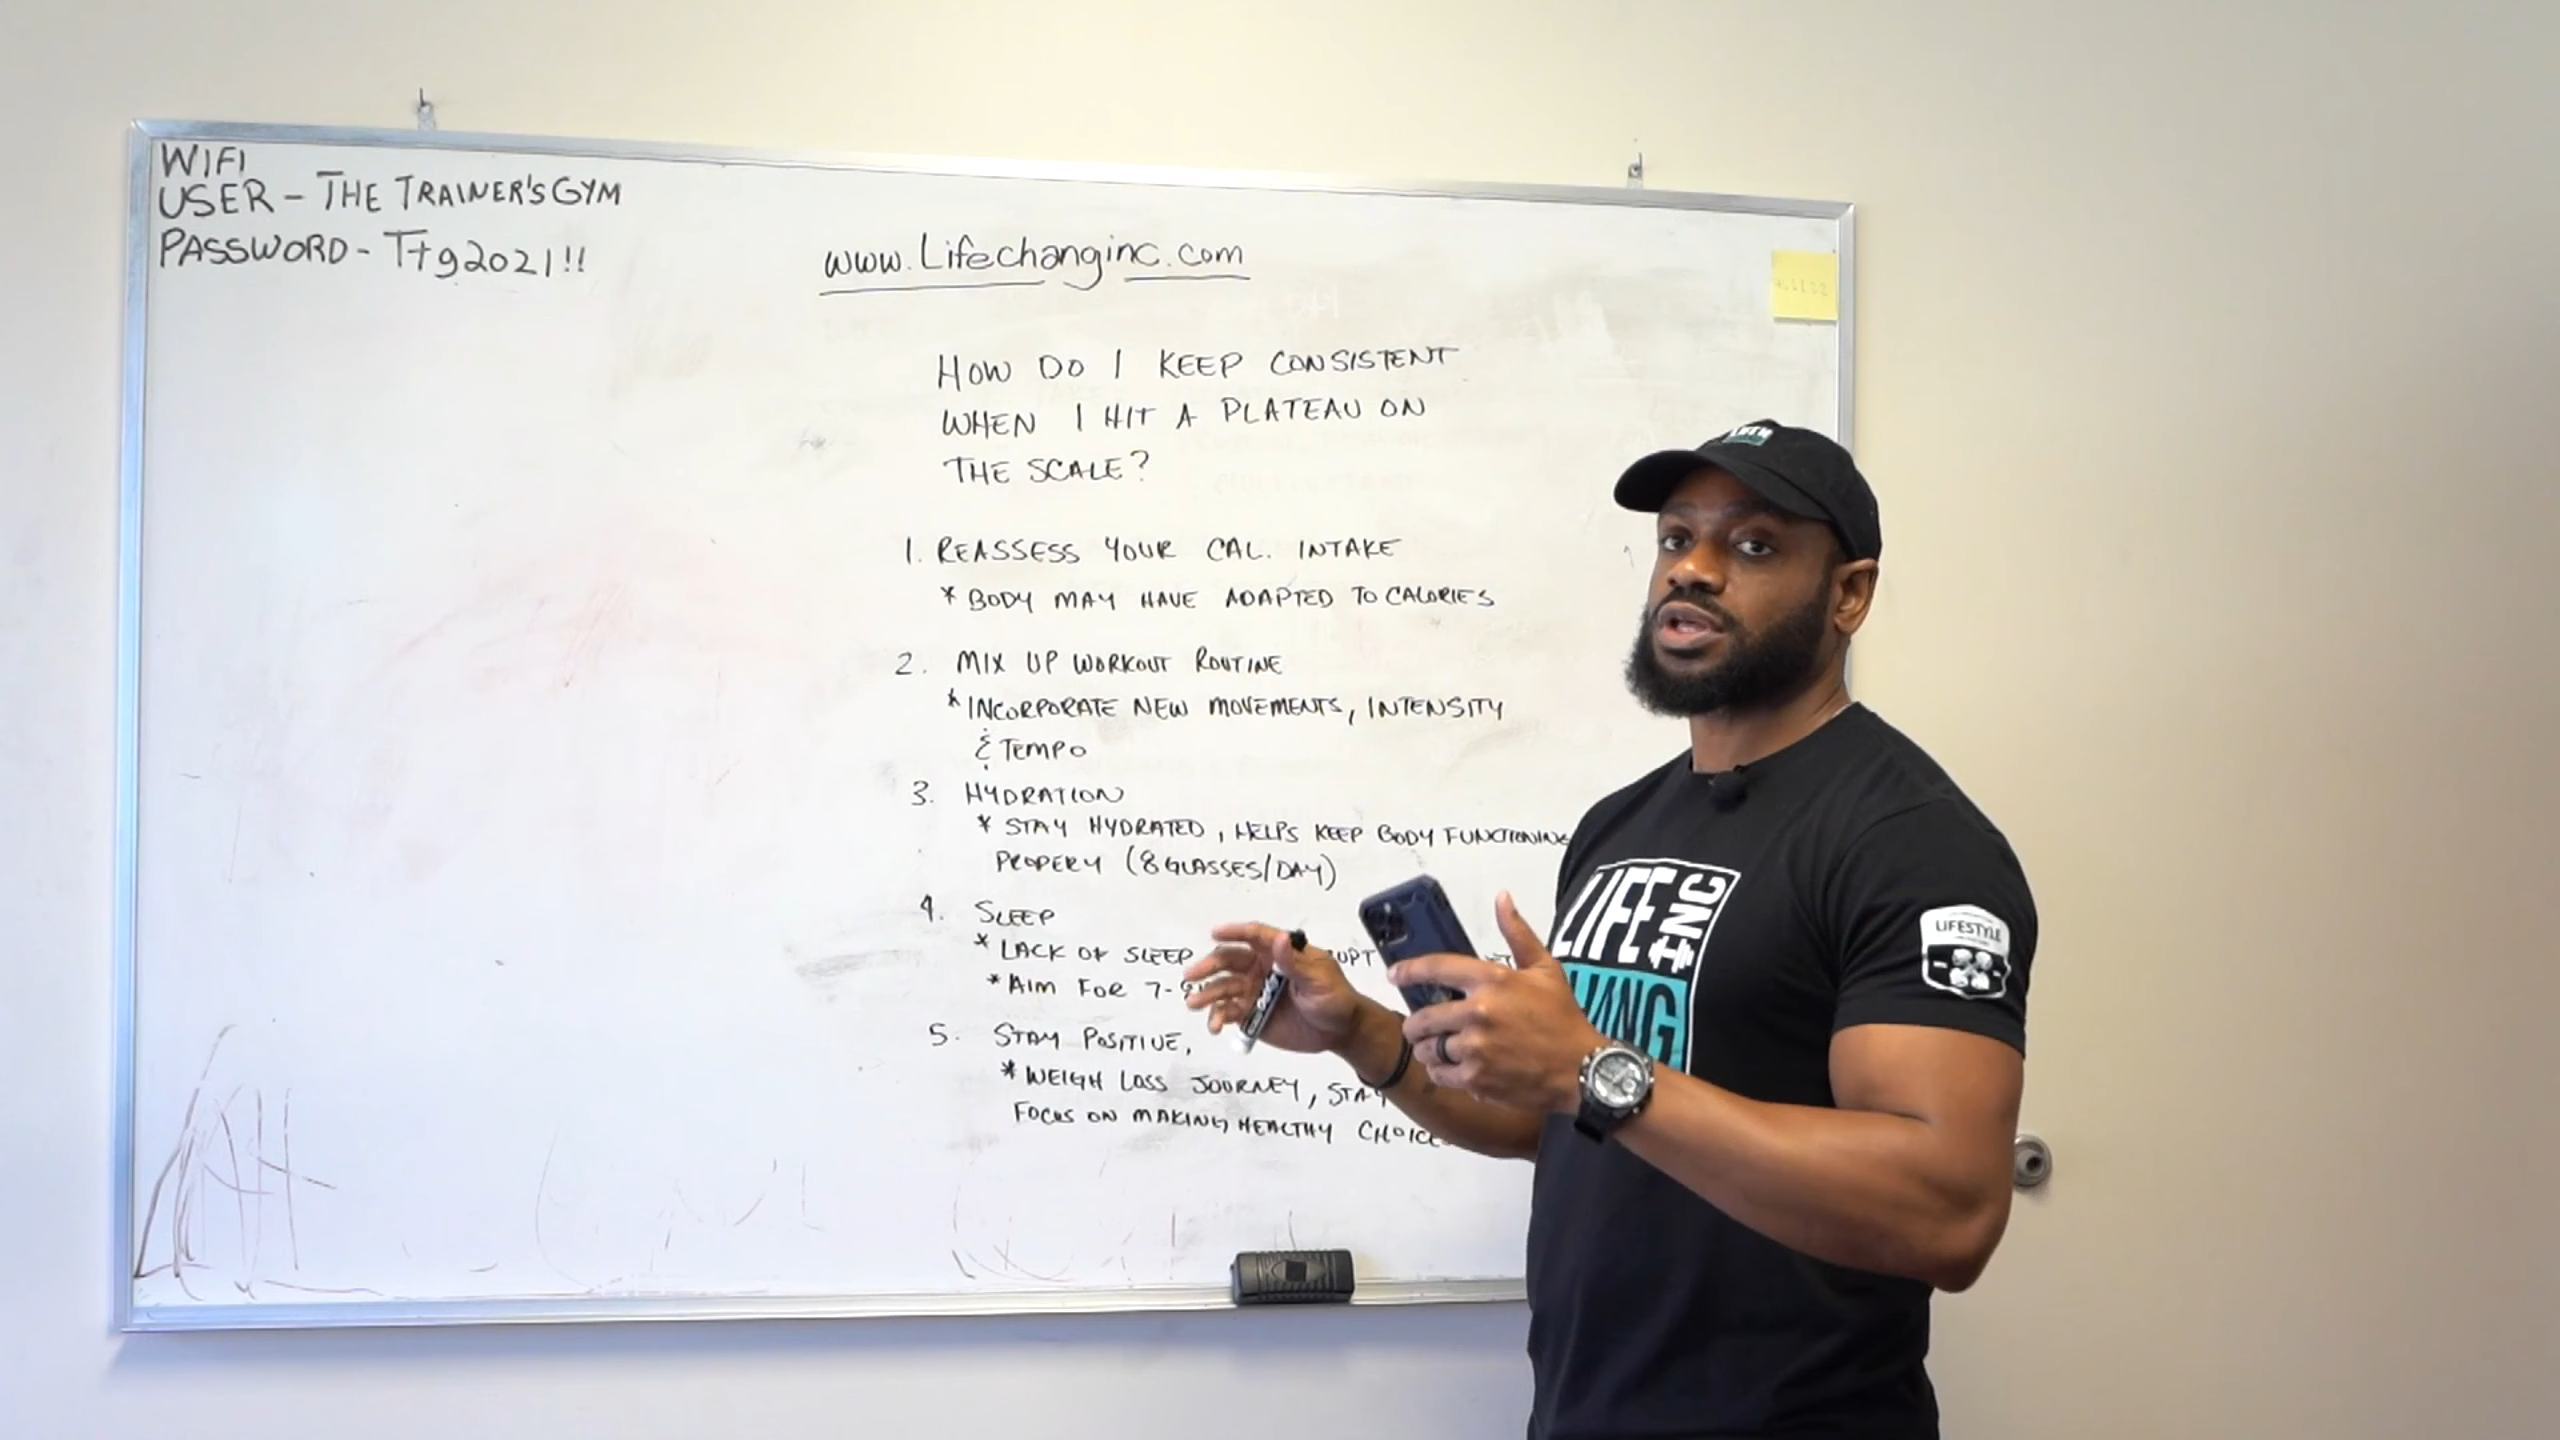 WIFI
USER - THE TRAINER'S GYM
PASSWORD - Ttg2021!!
www.Lifechanginc.com
HOW DO I KEEP CONSISTENT
WHEN I HIT A PLATEAU ON
THE SCALE?
1. REASSESS YOUR CAL. INTAKE
* BODY MAY HAVE ADAPTED TO CALORIES
2. MIX UP WORKOUT ROUTINE
* INCORPORATE NEW MOVEMENTS, INTENSITY
& TEMPO
3. HYDRATION
* STAY HYDRATED, HELPS KEEP BODY FUNCTIONING
PROPERY (8 GLASSES/DAY)
4. SLEEP
* LACK OF SLEEP
* AIM FOR 7-
5. STAY POSITIVE,
* WEIGH LOSS JOURNEY, STAY
FOCUS ON MAKING HEALTHY
LIFE INC
LIFESTYLE